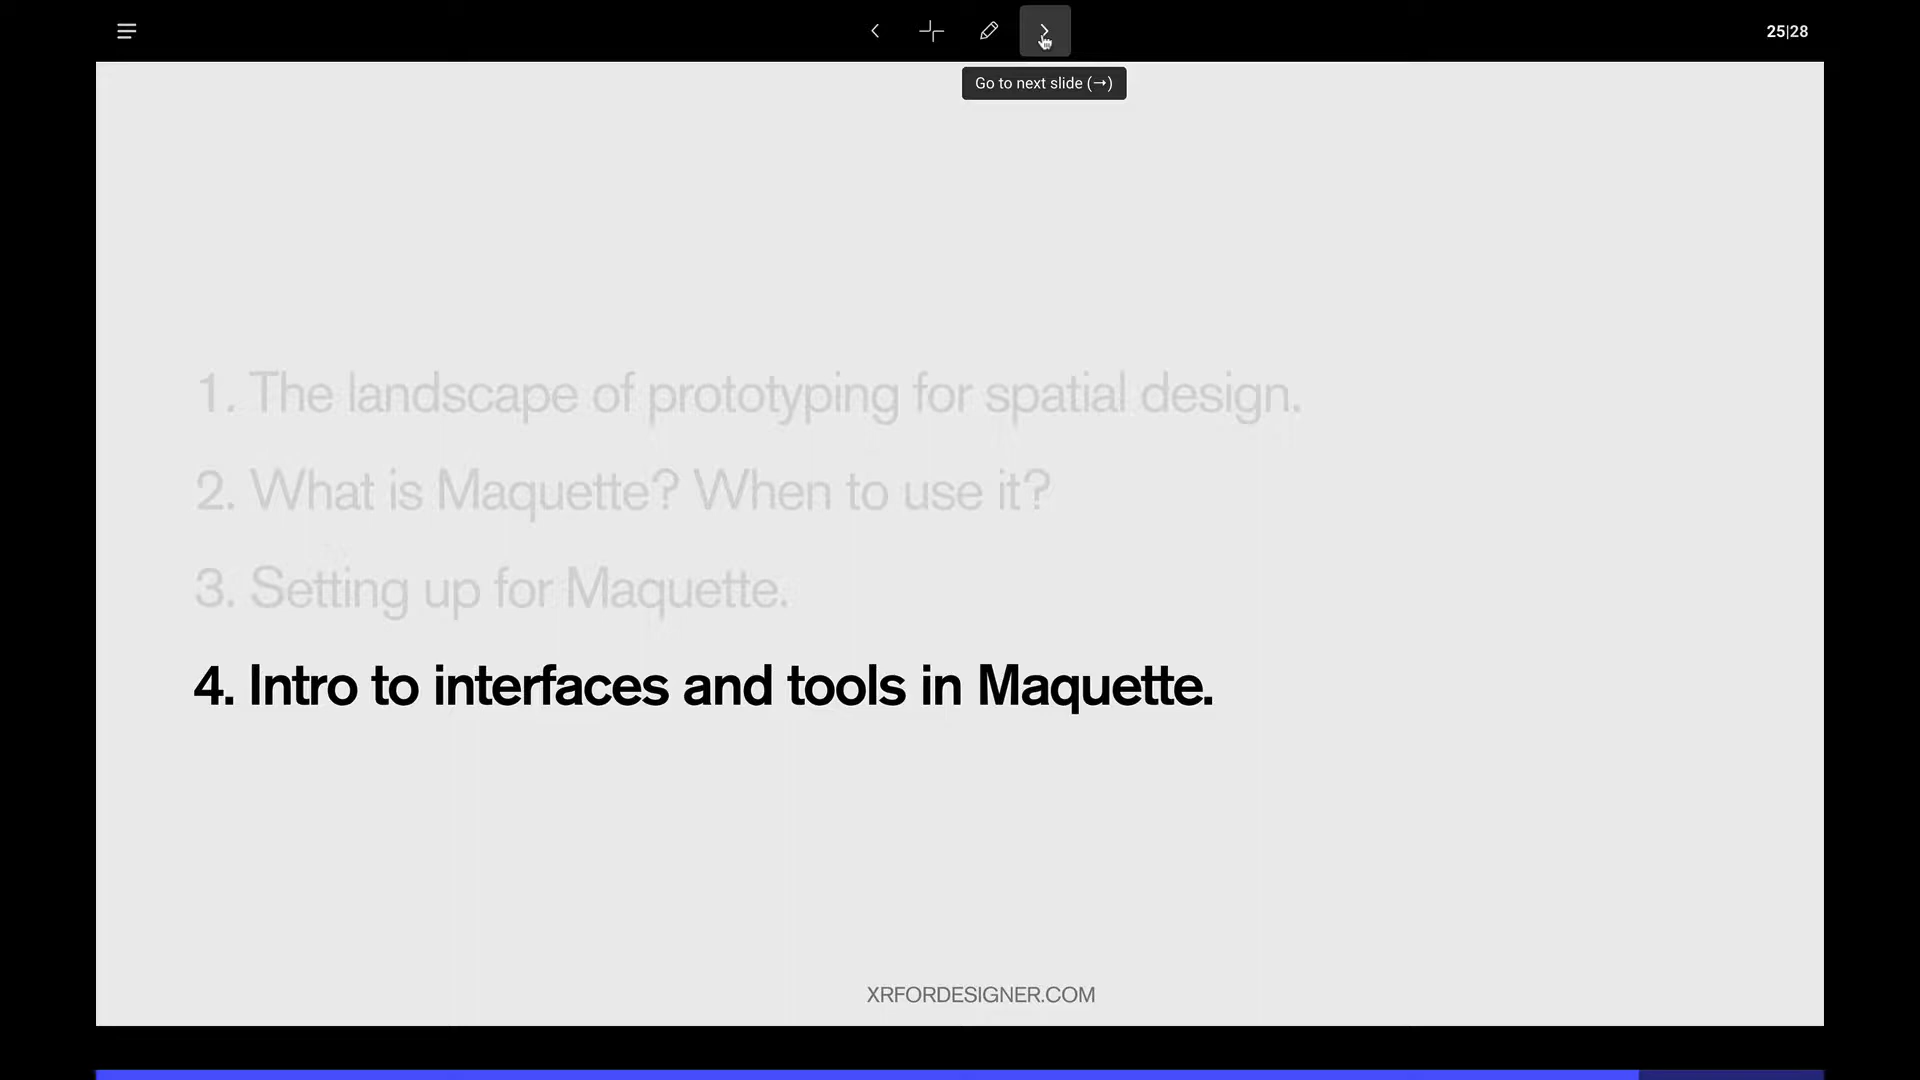 25|28
Go to next slide (→)
1. The landscape of prototyping for spatial design.
2. What is Maquette? When to use it?
3. Setting up for Maquette.
4. Intro to interfaces and tools in Maquette.
XRFORDESIGNER.COM